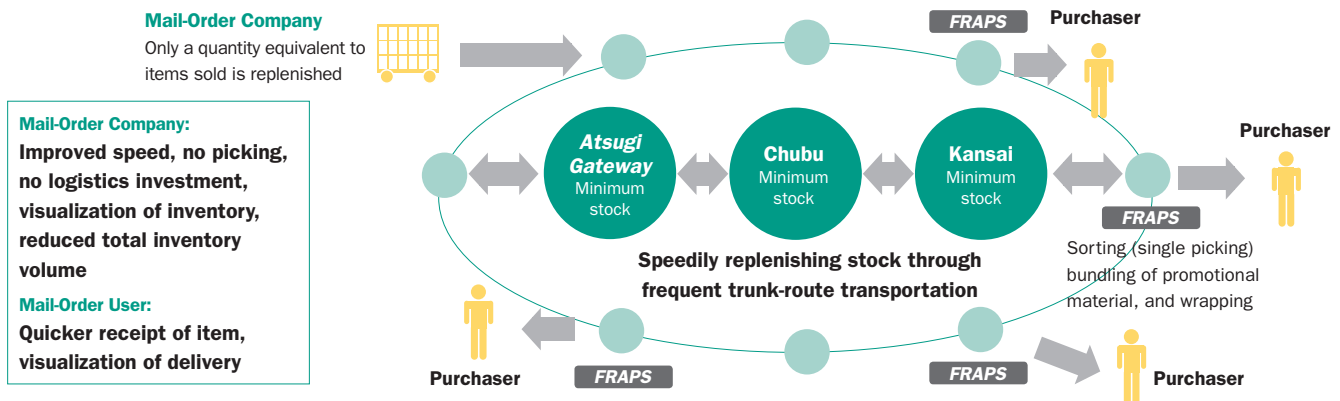 Mail-Order Company
Only a quantity equivalent to
items sold is replenished
FRAPS
Purchaser
Mail-Order Company:
Improved speed, no picking,
no logistics investment,
visualization of inventory,
reduced total inventory
volume
Mail-Order User:
Quicker receipt of item,
visualization of delivery
Atsugi
Gateway
Minimum
stock
Chubu
Minimum
stock
Kansai
Minimum
stock
Purchaser
FRAPS
Sorting (single picking)
bundling of promotional
material, and wrapping
Speedily replenishing stock through
frequent trunk-route transportation
Purchaser
FRAPS
FRAPS
Purchaser